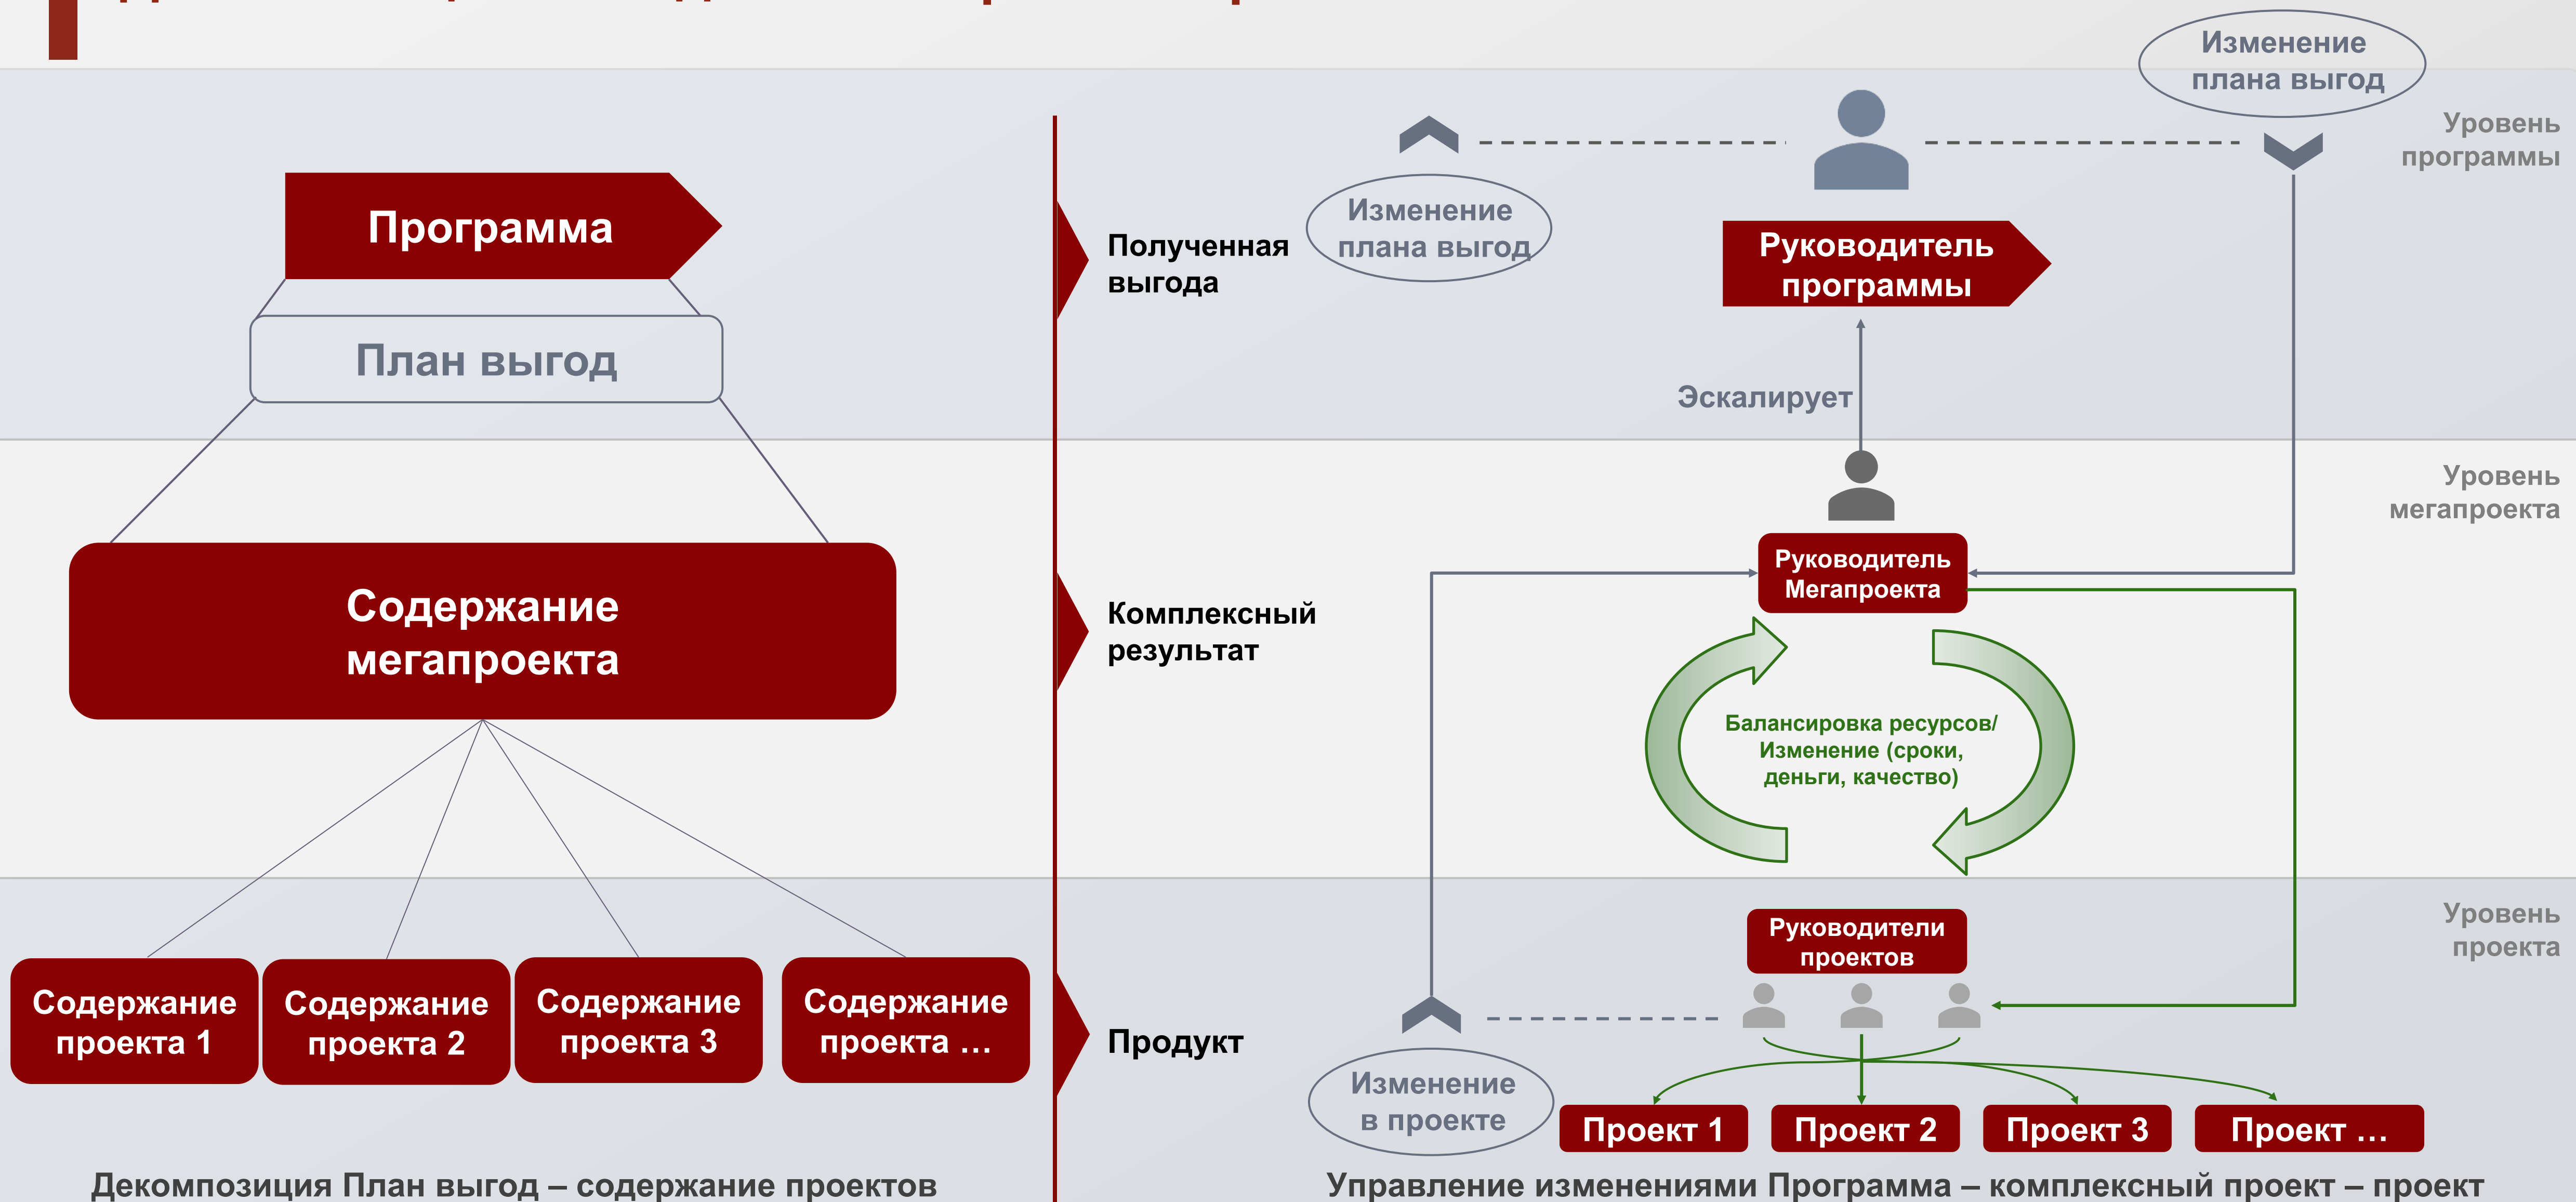 Программа
План выгод
Содержание
мегапроекта
Содержание
проекта 1
Содержание
проекта 2
Содержание
проекта 3
Содержание
проекта ...
Декомпозиция План выгод – содержание проектов
Полученная
выгода
Комплексный
результат
Продукт
Изменение
плана выгод
Изменение
плана выгод
Уровень
программы
Руководитель
программы
Эскалирует
Уровень
мегапроекта
Руководитель
Мегапроекта
Балансировка ресурсов/
Изменение (сроки,
деньги, качество)
Уровень
проекта
Руководители
проектов
Изменение
в проекте
Проект 1
Проект 2
Проект 3
Проект ...
Управление изменениями Программа – комплексный проект – проект